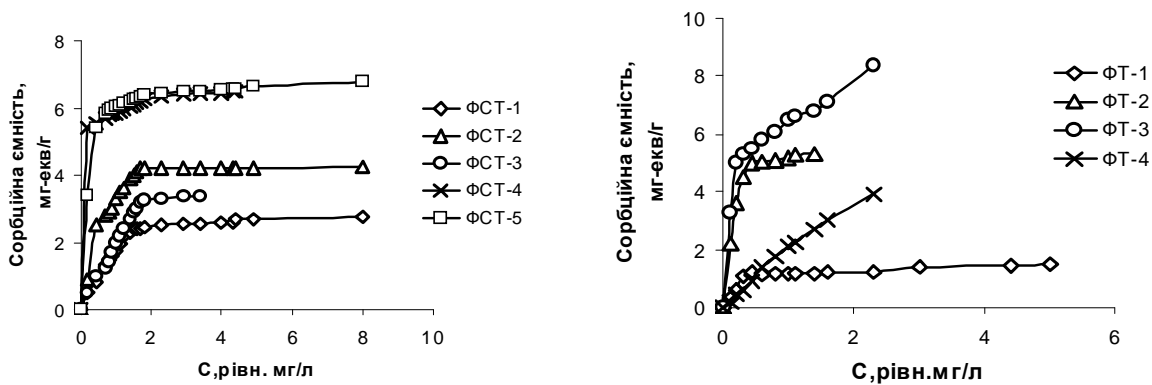 Сорбційна ємність,
мг-екв/г
8
6
4
2
0
0 2 4 6 8 10
С,рівн. мг/л
ФСТ-1
ФСТ-2
ФСТ-3
ФСТ-4
ФСТ-5
Сорбційна ємність,
мг-екв/г
10
8
6
4
2
0
0 2 4 6
С,рівн.мг/л
ФТ-1
ФТ-2
ФТ-3
ФТ-4